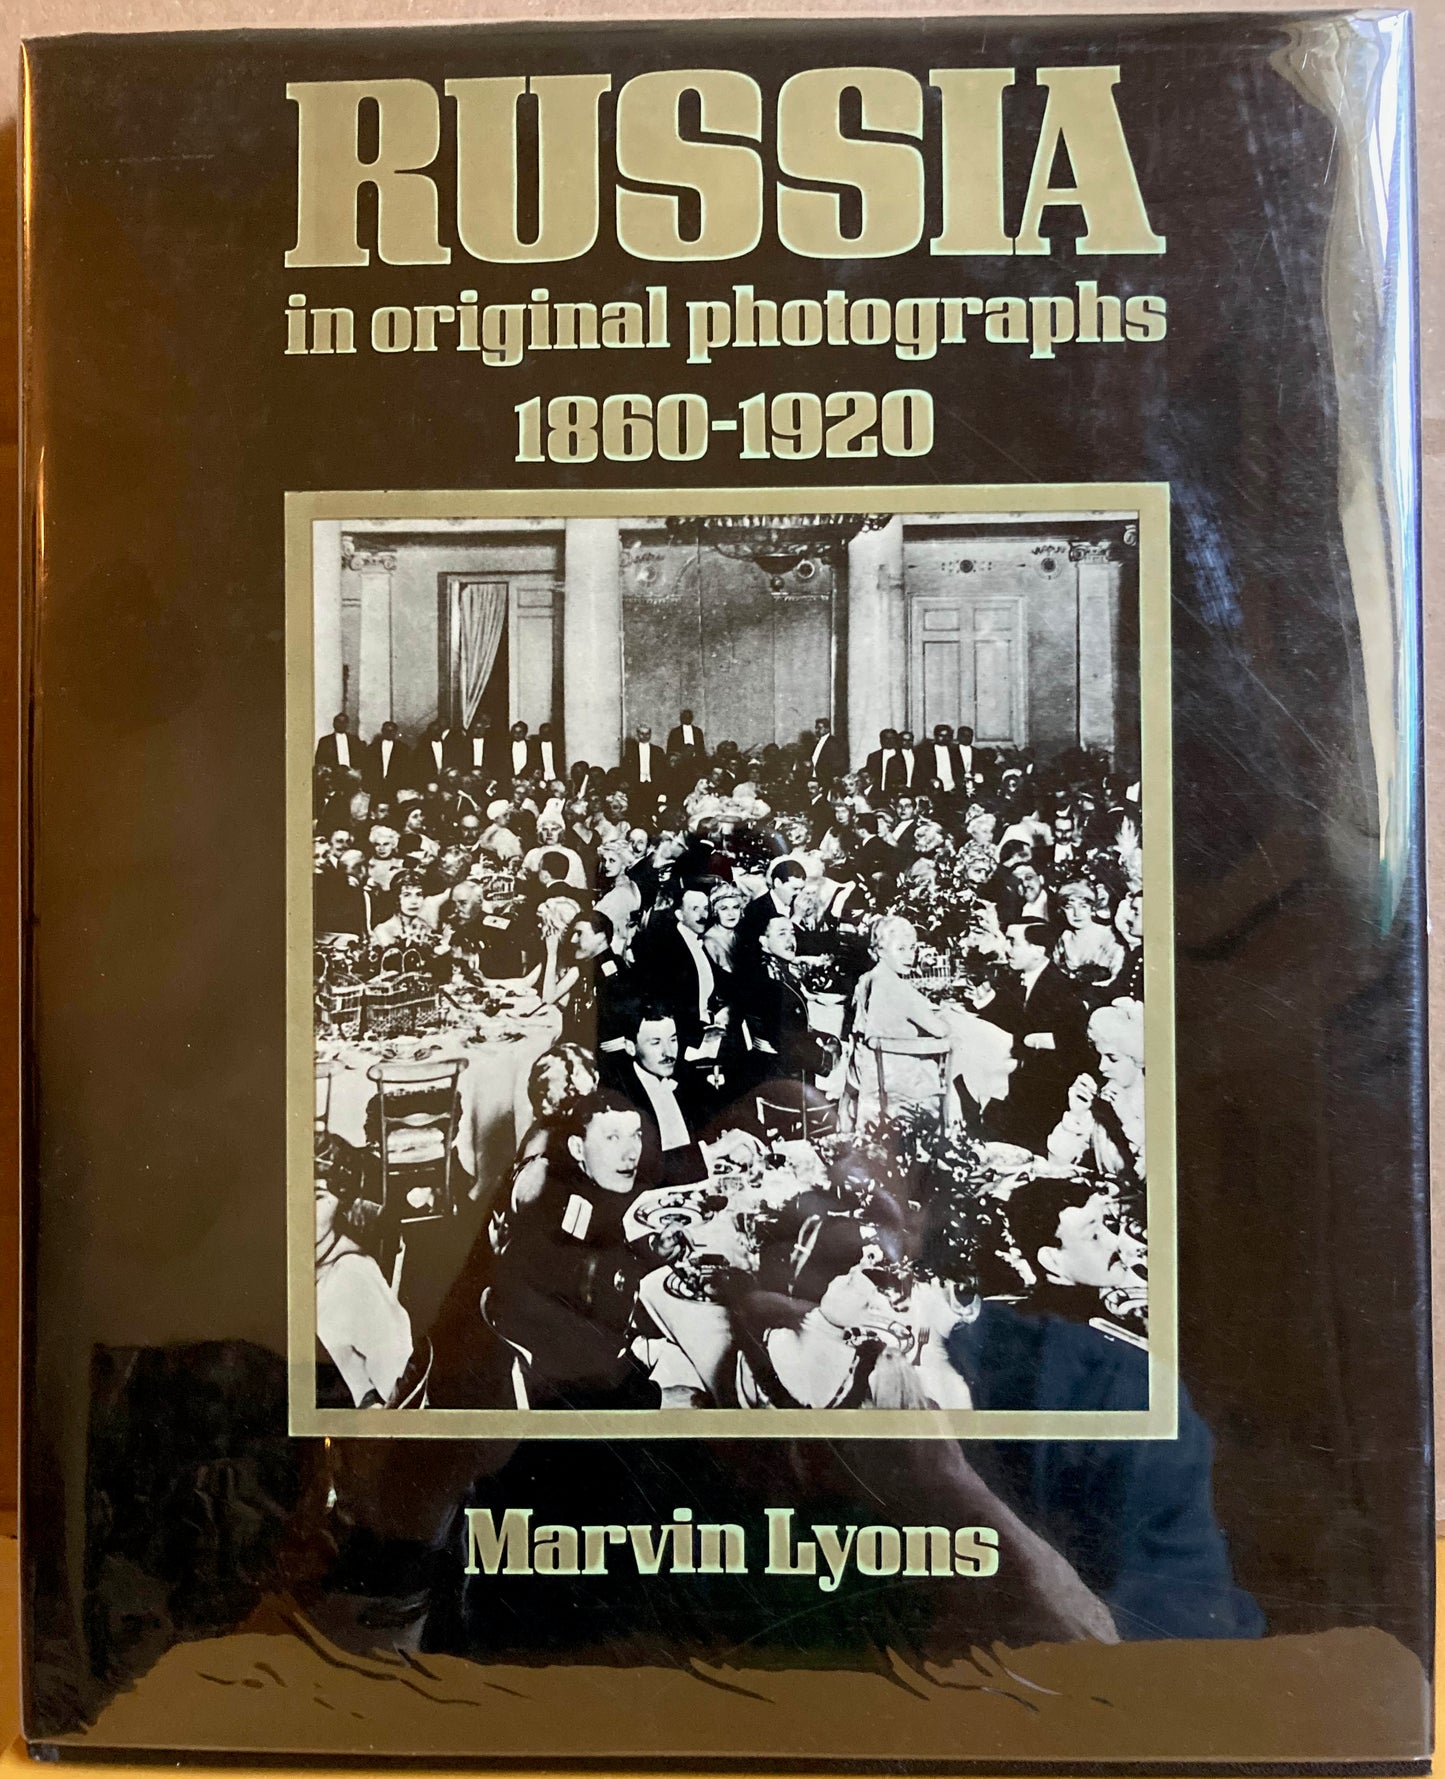 RUSSIA
in original photographs
1860-1920
Marvin Lyons